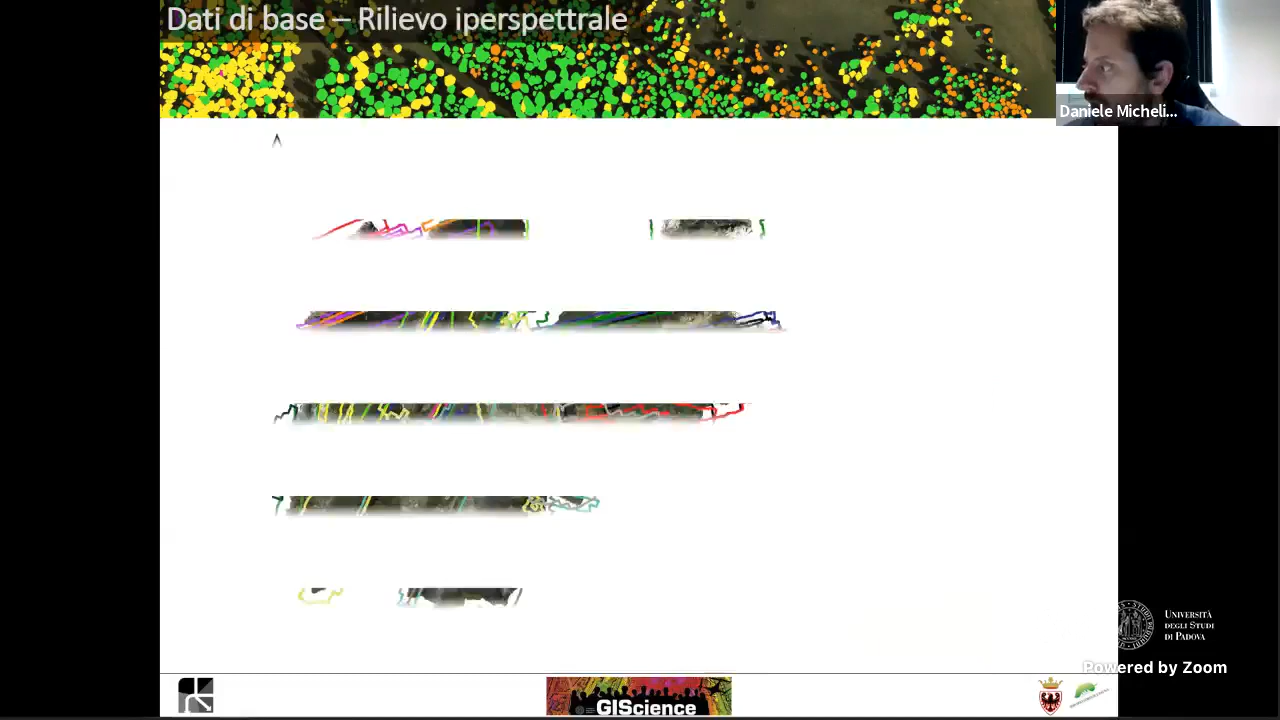 Dati di base – Rilievo iperspettrale
Daniele Micheli...
UNIVERSITÀ
DEGLI STUDI
DI PADOVA
Powered by Zoom
GIScience